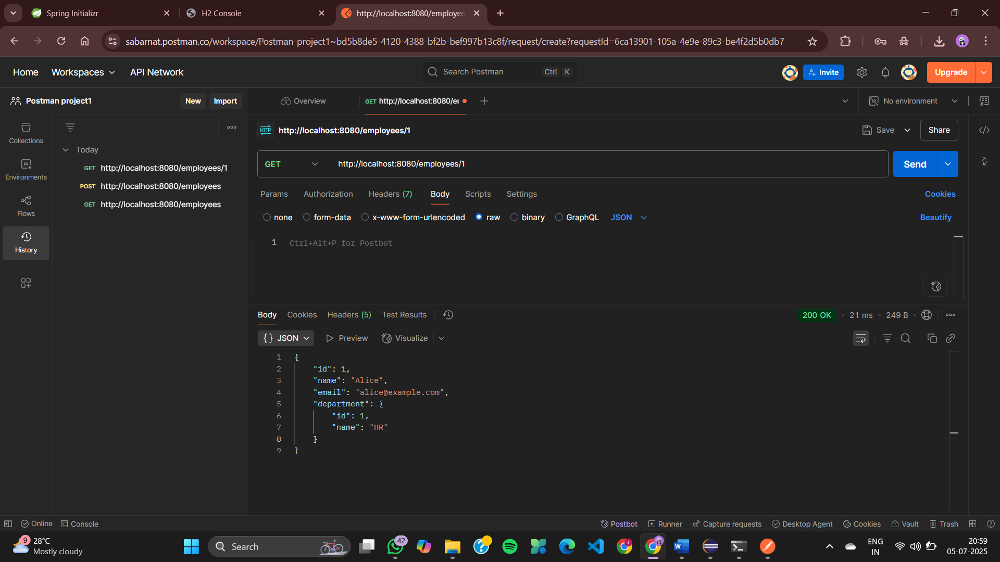 Spring Initializr
H2 Console
http://localhost:8080/employee
sabarnat.postman.co/workspace/Postman-project1~bd5b8de5-4120-4388-bf2b-bef997b13c8f/request/create?requestId=6ca13901-105a-4e9e-89c3-be4f2d5b0db7
Home Workspaces API Network
Search Postman Ctrl K
Invite
Upgrade
Postman project1 New Import
Overview
GET http://localhost:8080/er
No environment
Collections
Environments
Flows
History
Today
GET http://localhost:8080/employees/1
POST http://localhost:8080/employees
GET http://localhost:8080/employees
HTTP http://localhost:8080/employees/1
Save Share
GET http://localhost:8080/employees/1
Send
Params Authorization Headers (7) Body Scripts Settings Cookies
none form-data x-www-form-urlencoded raw binary GraphQL JSON Beautify
1 Ctrl+Alt+P for Postbot
Body Cookies Headers (5) Test Results 200 OK 21 ms 249 B
{} JSON Preview Visualize
1 {
2 "id": 1,
3 "name": "Alice",
4 "email": "alice@example.com",
5 "department": {
6 "id": 1,
7 "name": "HR"
8 }
9 }
Online Console Postbot Runner Capture requests Desktop Agent Cookies Vault Trash
9
28°C
Mostly cloudy
Search
42
8
ENG
IN
20:59
05-07-2025